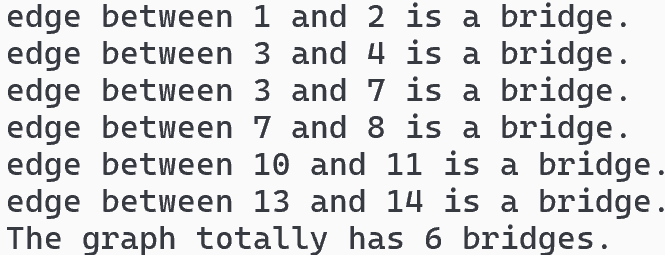 edge between 1 and 2 is a bridge.
edge between 3 and 4 is a bridge.
edge between 3 and 7 is a bridge.
edge between 7 and 8 is a bridge.
edge between 10 and 11 is a bridge.
edge between 13 and 14 is a bridge.
The graph totally has 6 bridges.